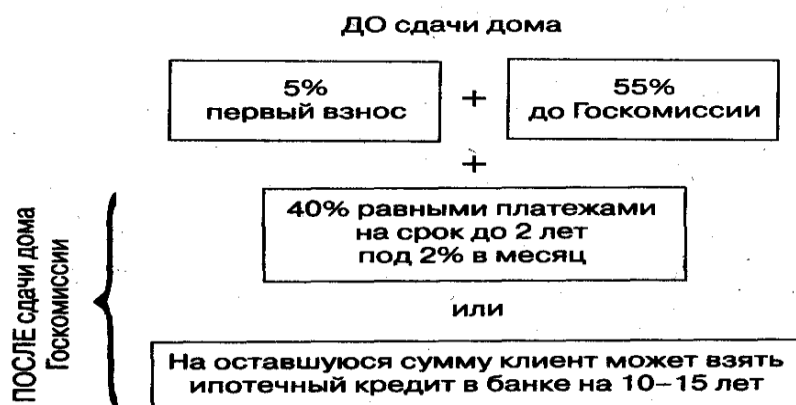 ДО сдачи дома
5%
первый взнос
+
55%
до Госкомиссии
+
ПОСЛЕ сдачи дома
Госкомиссии
40% равными платежами
на срок до 2 лет
под 2% в месяц
или
На оставшуюся сумму клиент может взять
ипотечный кредит в банке на 10–15 лет